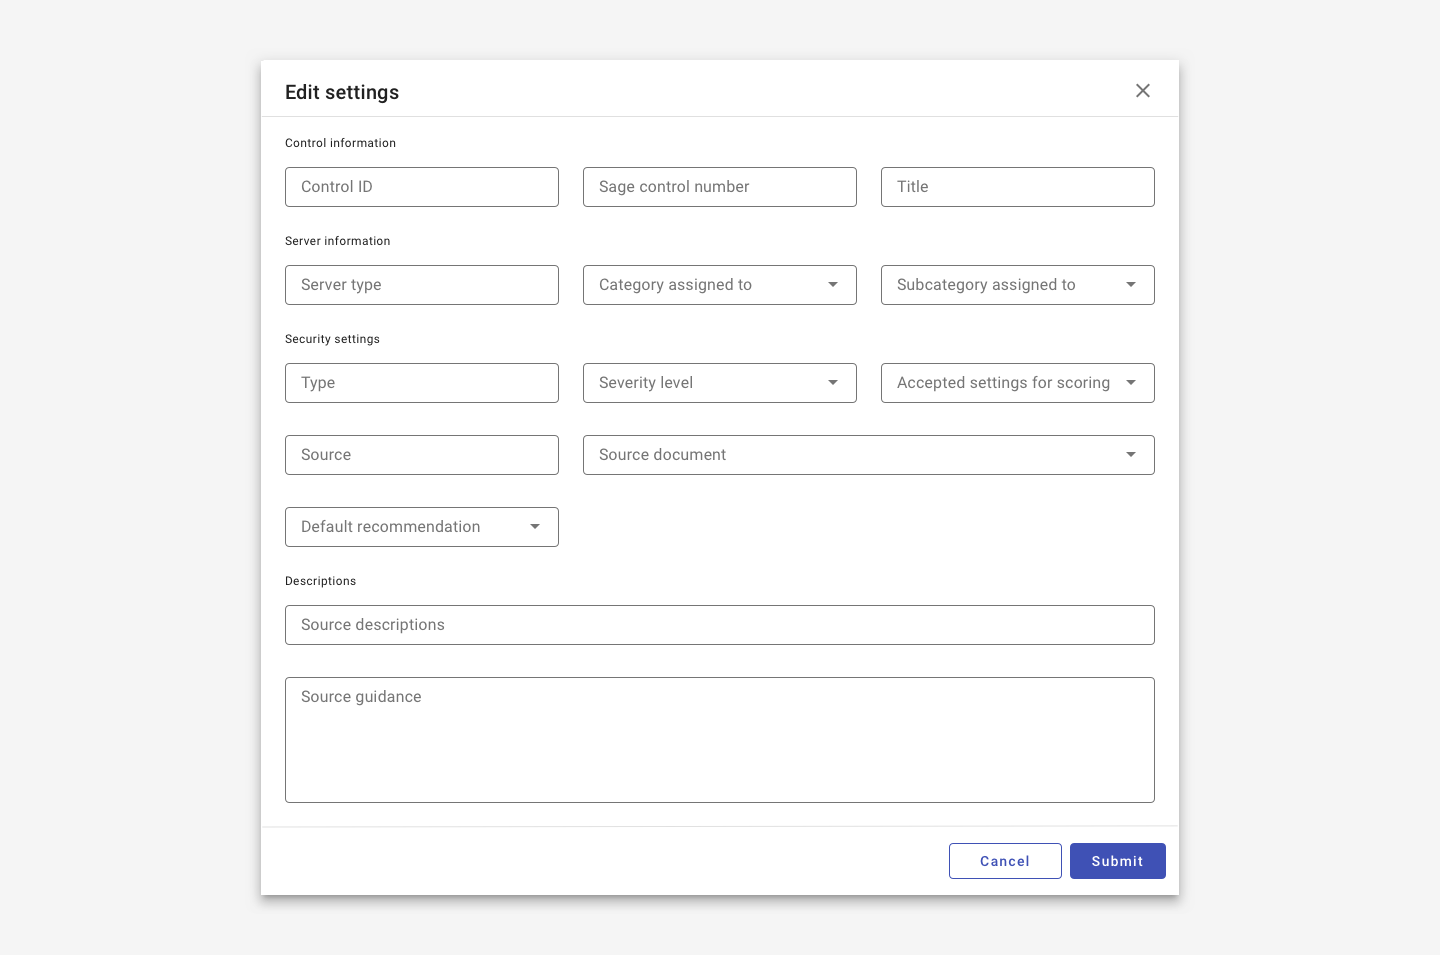 Edit settings
Control information
Control ID
Sage control number
Title
Server information
Server type
Category assigned to
Subcategory assigned to
Security settings
Type
Severity level
Accepted settings for scoring
Source
Source document
Default recommendation
Descriptions
Source descriptions
Source guidance
Cancel
Submit